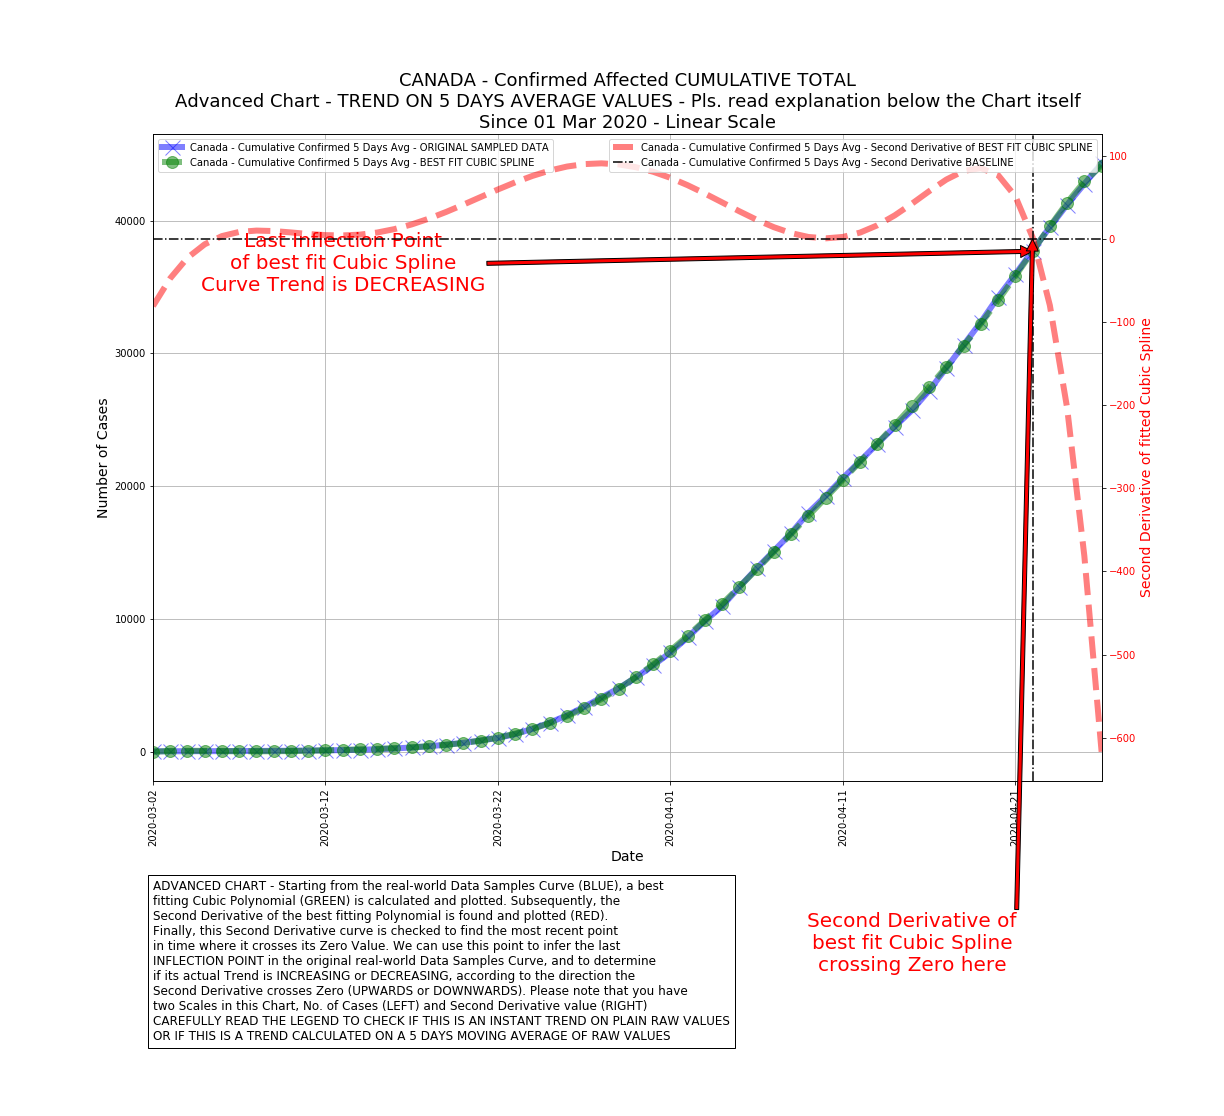 CANADA - Confirmed Affected CUMULATIVE TOTAL
Advanced Chart - TREND ON 5 DAYS AVERAGE VALUES - Pls. read explanation below the Chart itself
Since 01 Mar 2020 - Linear Scale
Canada - Cumulative Confirmed 5 Days Avg - ORIGINAL SAMPLED DATA
Canada - Cumulative Confirmed 5 Days Avg - BEST FIT CUBIC SPLINE
Canada - Cumulative Confirmed 5 Days Avg - Second Derivative of BEST FIT CUBIC SPLINE
Canada - Cumulative Confirmed 5 Days Avg - Second Derivative BASELINE
Last Inflection Point
of best fit Cubic Spline
Curve Trend is DECREASING
Number of Cases
40000
30000
20000
10000
0
100
0
−100
−200
−300
−400
−500
−600
Second Derivative of fitted Cubic Spline
2020-03-02
2020-03-12
2020-03-22
2020-04-01
2020-04-11
2020-04-21
Date
ADVANCED CHART - Starting from the real-world Data Samples Curve (BLUE), a best
fitting Cubic Polynomial (GREEN) is calculated and plotted. Subsequently, the
Second Derivative of the best fitting Polynomial is found and plotted (RED).
Finally, this Second Derivative curve is checked to find the most recent point
in time where it crosses its Zero Value. We can use this point to infer the last
INFLECTION POINT in the original real-world Data Samples Curve, and to determine
if its actual Trend is INCREASING or DECREASING, according to the direction the
Second Derivative crosses Zero (UPWARDS or DOWNWARDS). Please note that you have
two Scales in this Chart, No. of Cases (LEFT) and Second Derivative value (RIGHT)
CAREFULLY READ THE LEGEND TO CHECK IF THIS IS AN INSTANT TREND ON PLAIN RAW VALUES
OR IF THIS IS A TREND CALCULATED ON A 5 DAYS MOVING AVERAGE OF RAW VALUES
Second Derivative of
best fit Cubic Spline
crossing Zero here